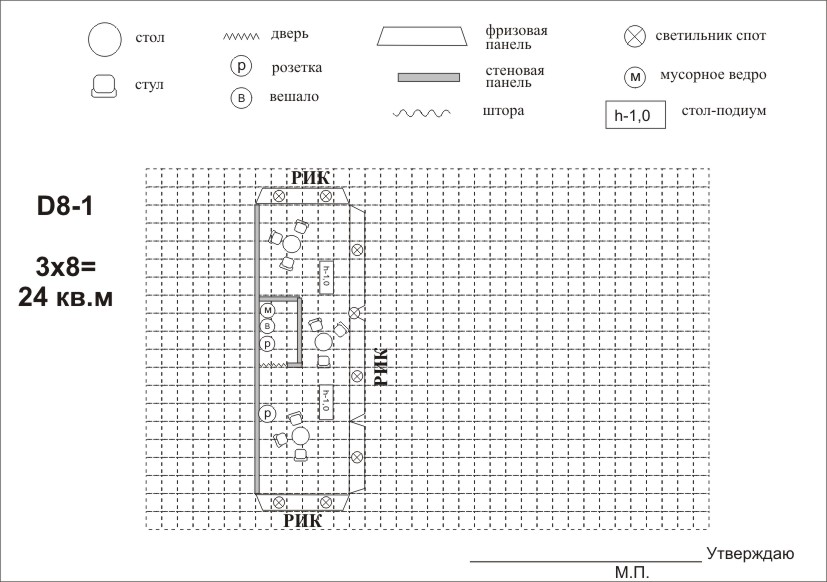 стол
стул
дверь
р
розетка
в
вешало
фризовая
панель
стеновая
панель
штора
светильник спот
м
мусорное ведро
h-1,0
стол-подиум
D8-1
3х8=
24 кв.м
РИК
h-1,0
м
в
р
РИК
h-1,0
р
РИК
Утверждаю
М.П.